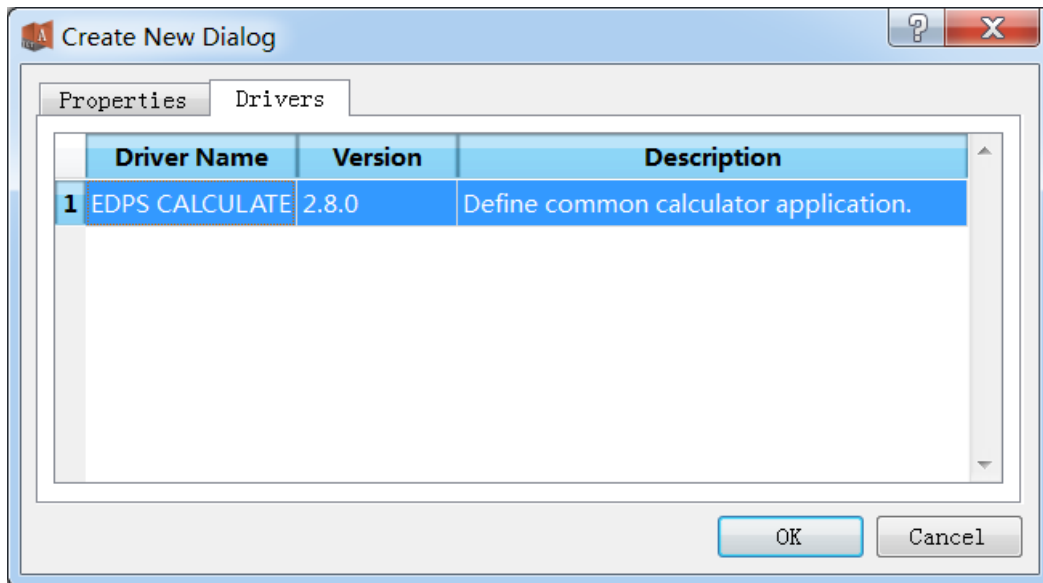 Create New Dialog
Properties Drivers
Driver Name Version Description
1 EDPS CALCULATE 2.8.0 Define common calculator application.
OK Cancel